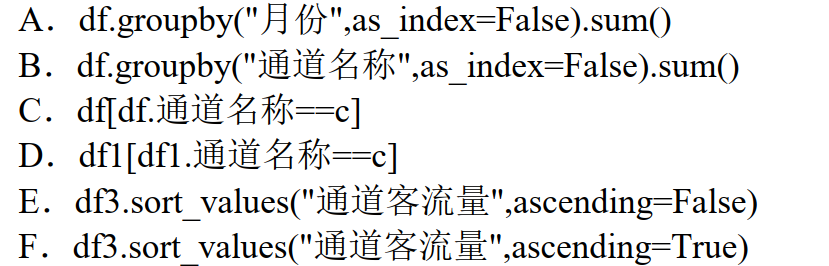 A．df.groupby("月份",as_index=False).sum()
B．df.groupby("通道名称",as_index=False).sum()
C．df[df.通道名称==c]
D．df1[df1.通道名称==c]
E．df3.sort_values("通道客流量",ascending=False)
F．df3.sort_values("通道客流量",ascending=True)